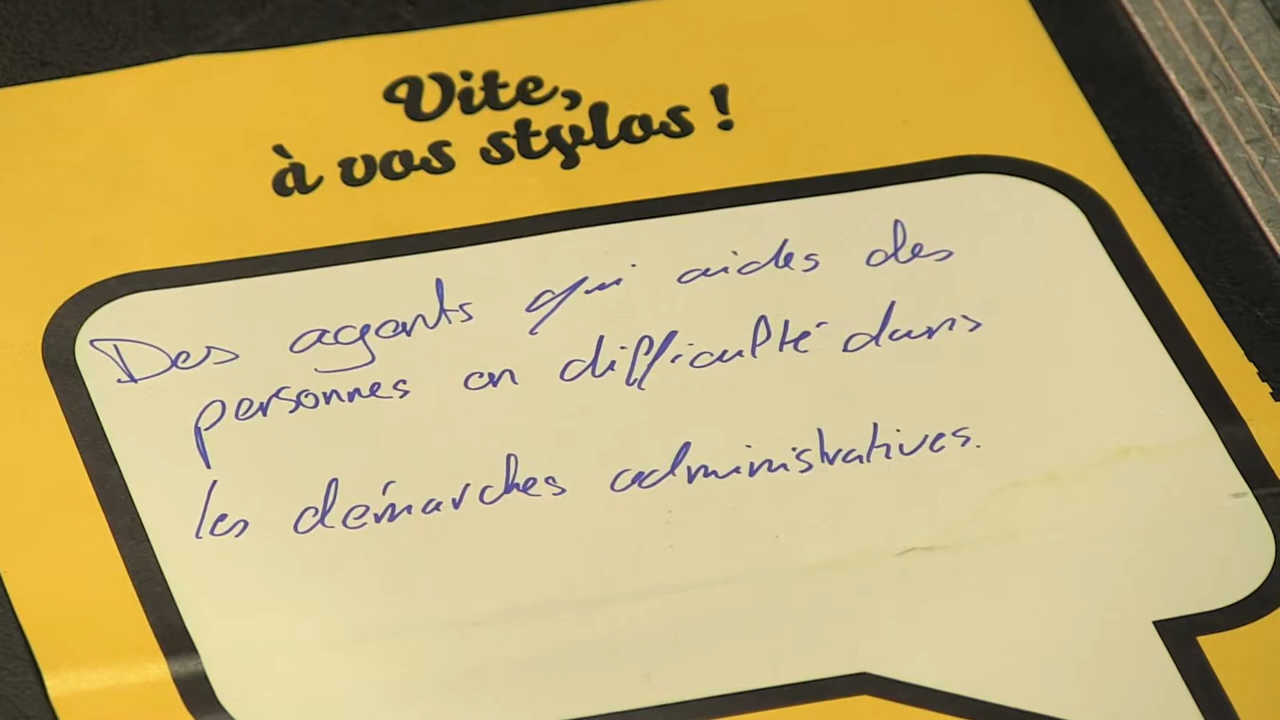 Vite,
à vos stylos !
Des agents qui aides des
personnes en difficulté dans
les démarches administratives.